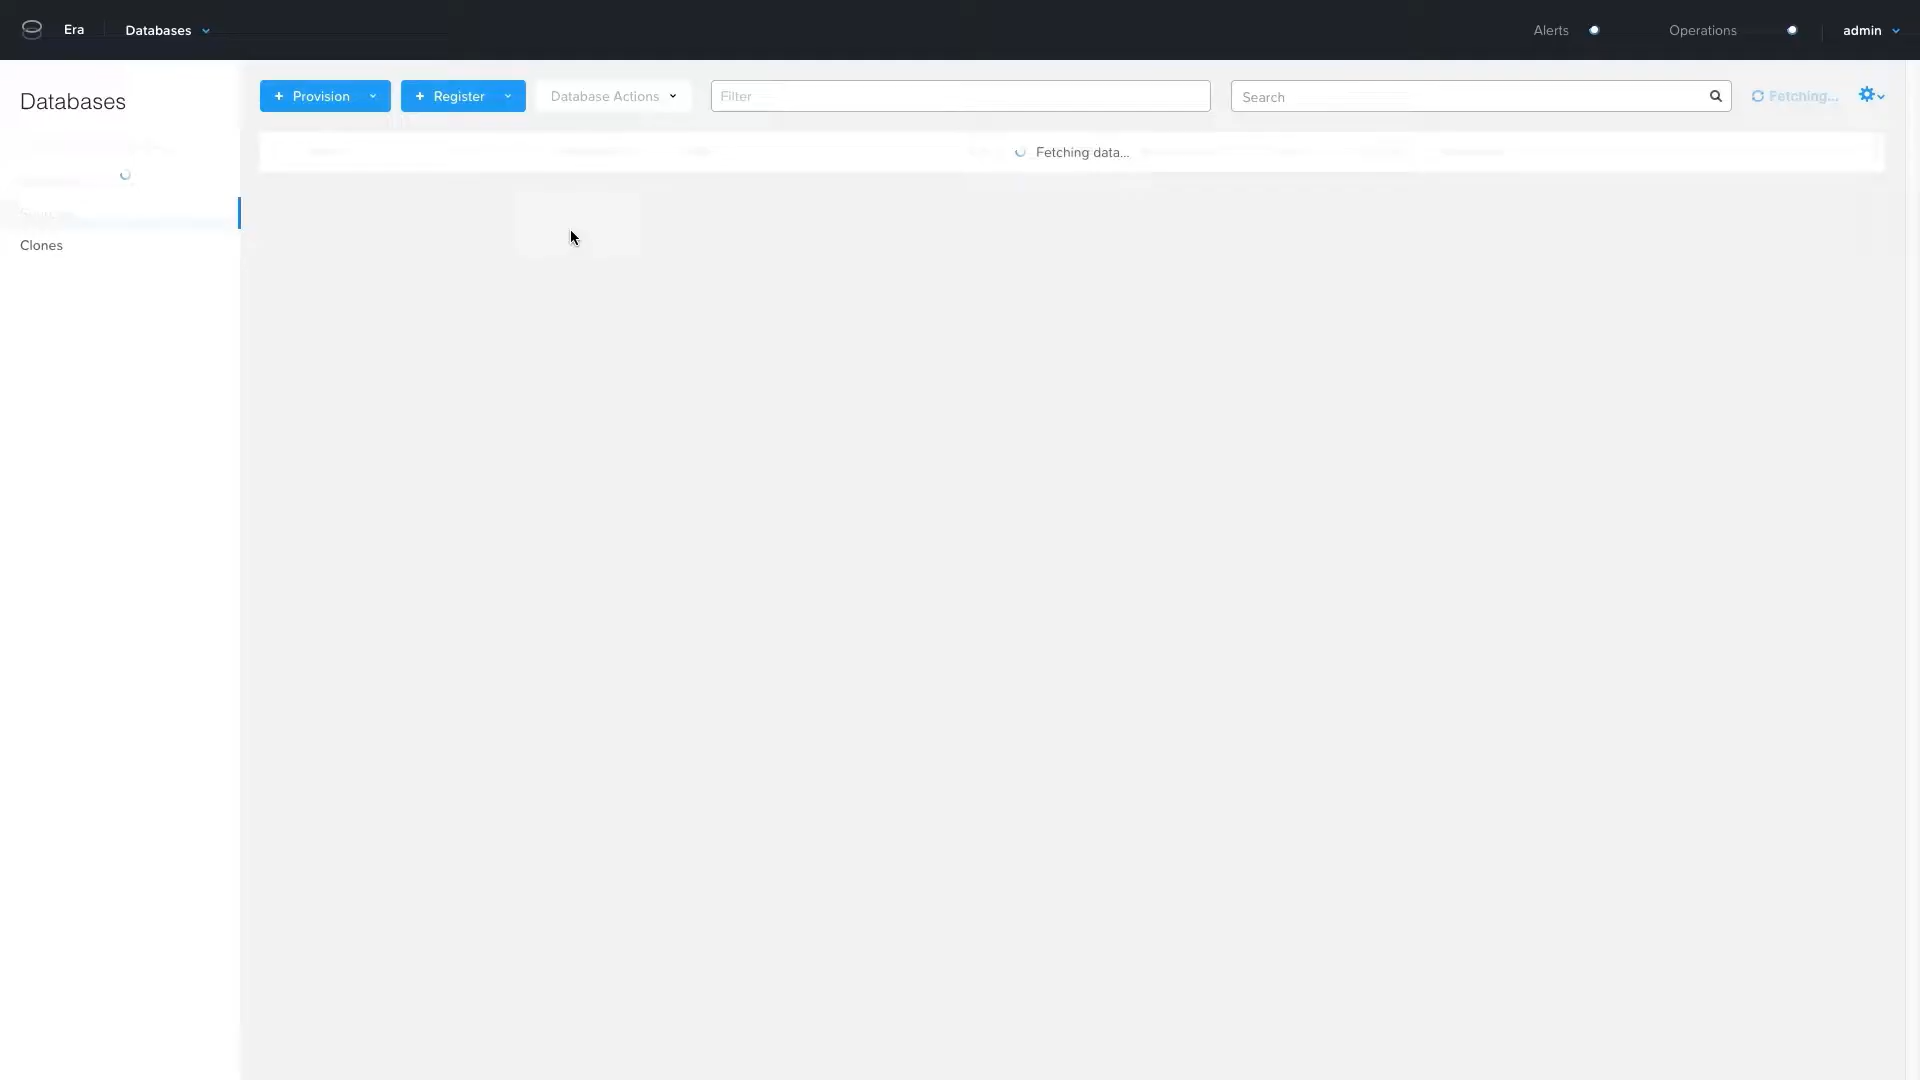 Era
Databases
Alerts
Operations
admin
Databases
+ Provision
+ Register
Database Actions
Filter
Search
Fetching...
Fetching data...
Clones